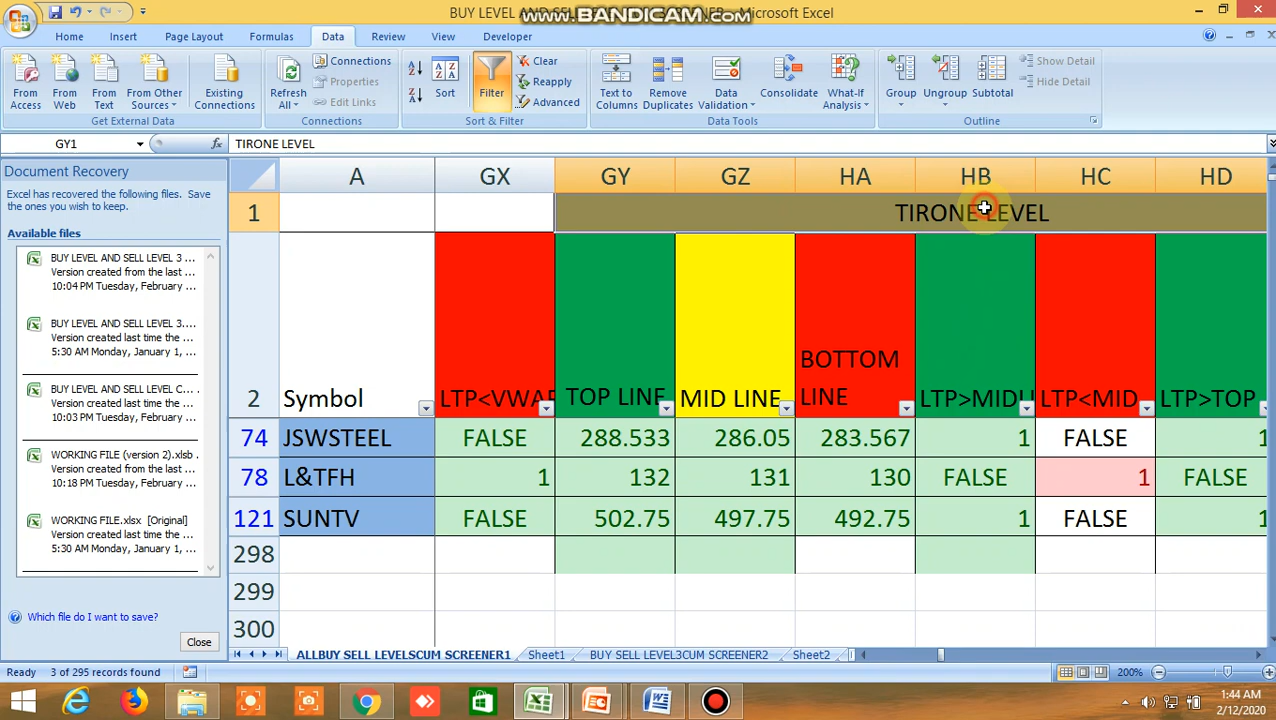 BUY LEVEL AND SELL LEVEL
www.BANDICAM.com
- Microsoft Excel
Home Insert Page Layout Formulas Data Review View Developer
From Access
From Web
From Text
From Other Sources
Existing Connections
Get External Data
Refresh All
Connections
Properties
Edit Links
Connections
Sort
Filter
Clear
Reapply
Advanced
Sort & Filter
Text to Columns
Remove Duplicates
Data Validation
Consolidate
What-If Analysis
Data Tools
Group
Ungroup
Subtotal
Show Detail
Hide Detail
Outline
GY1
fx
TIRONE LEVEL
Document Recovery
Excel has recovered the following files. Save the ones you wish to keep.
Available files
BUY LEVEL AND SELL LEVEL 3 ...
Version created from the last ...
10:04 PM Tuesday, February ...
BUY LEVEL AND SELL LEVEL 3....
Version created last time the ...
5:30 AM Monday, January 1, ...
BUY LEVEL AND SELL LEVEL C...
Version created from the last ...
10:03 PM Tuesday, February ...
WORKING FILE (version 2).xlsb ...
Version created from the last ...
10:18 PM Tuesday, February ...
WORKING FILE.xlsx [Original]
Version created last time the ...
5:30 AM Monday, January 1, ...
Which file do I want to save?
Close
A GX GY GZ HA HB HC HD
1 TIRONE LEVEL
2 Symbol LTP<VWAP TOP LINE MID LINE BOTTOM LINE LTP>MIDU LTP<MID LTP>TOP
74 JSWSTEEL FALSE 288.533 286.05 283.567 1 FALSE 1
78 L&TFH 1 132 131 130 FALSE 1 FALSE
121 SUNTV FALSE 502.75 497.75 492.75 1 FALSE 1
298
299
300
ALLBUY SELL LEVELSCUM SCREENER1 Sheet1 BUY SELL LEVEL3CUM SCREENER2 Sheet2
Ready 3 of 295 records found 200%
1:44 AM
2/12/2020